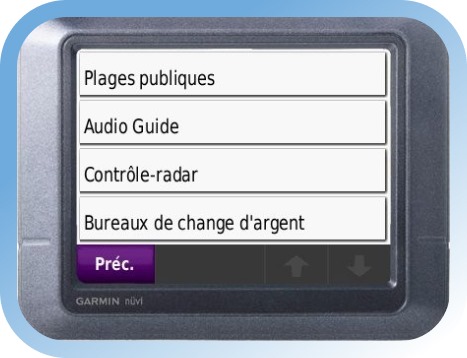 Plages publiques
Audio Guide
Contrôle-radar
Bureaux de change d'argent
Préc.
GARMIN nüvi